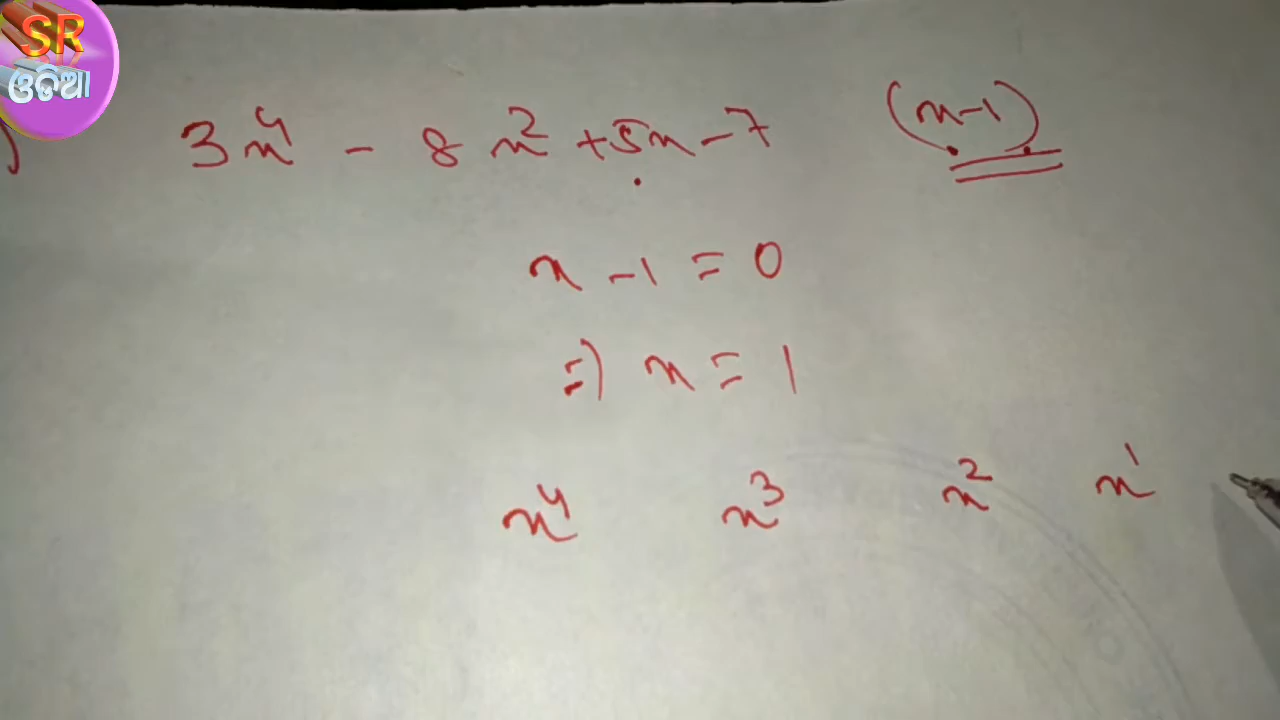 SR
ଓଡିଆ
) 3x⁴ - 8x² + 5x - 7 (x-1)
x - 1 = 0
=) x = 1
x⁴ x³ x² x¹